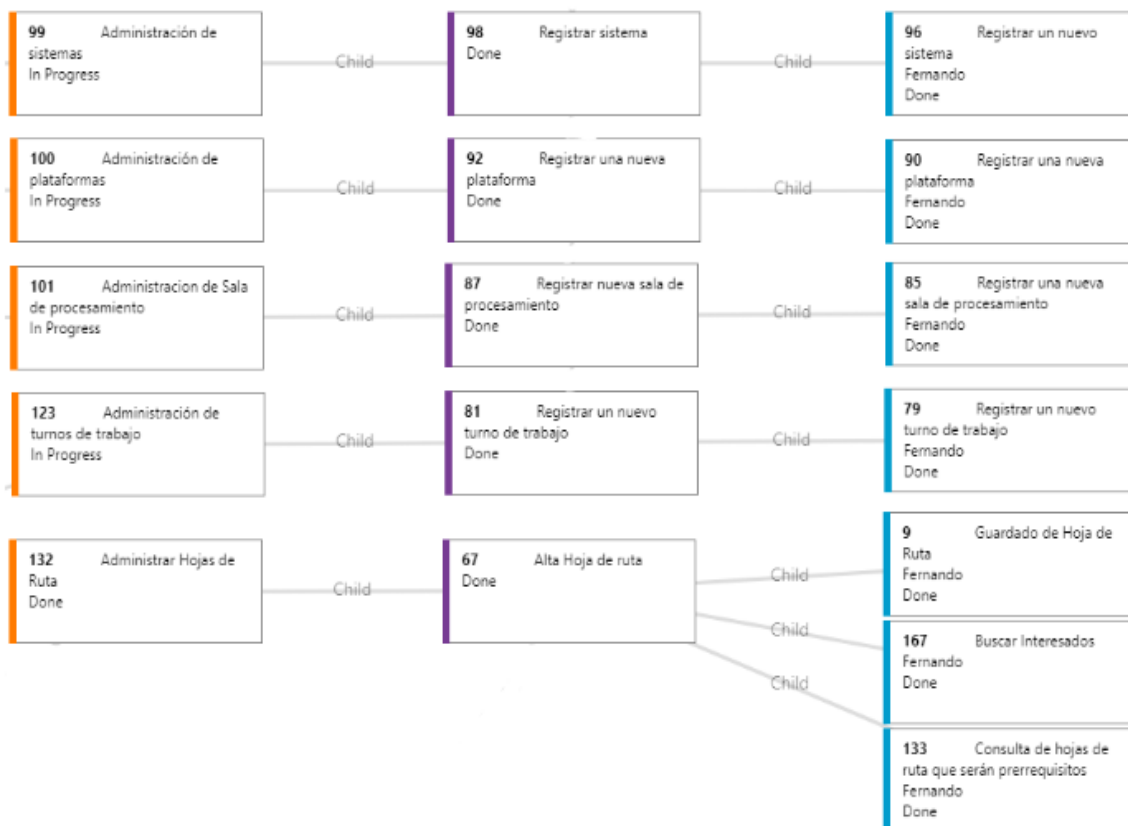 99 Administración de
sistemas
In Progress
Child
98 Registrar sistema
Done
Child
96 Registrar un nuevo
sistema
Fernando
Done
100 Administración de
plataformas
In Progress
Child
92 Registrar una nueva
plataforma
Done
Child
90 Registrar una nueva
plataforma
Fernando
Done
101 Administracion de Sala
de procesamiento
In Progress
Child
87 Registrar nueva sala de
procesamiento
Done
Child
85 Registrar una nueva
sala de procesamiento
Fernando
Done
123 Administración de
turnos de trabajo
In Progress
Child
81 Registrar un nuevo
turno de trabajo
Done
Child
79 Registrar un nuevo
turno de trabajo
Fernando
Done
132 Administrar Hojas de
Ruta
Done
Child
67 Alta Hoja de ruta
Done
Child
9 Guardado de Hoja de
Ruta
Fernando
Done
Child
167 Buscar Interesados
Fernando
Done
Child
133 Consulta de hojas de
ruta que serán prerrequisitos
Fernando
Done